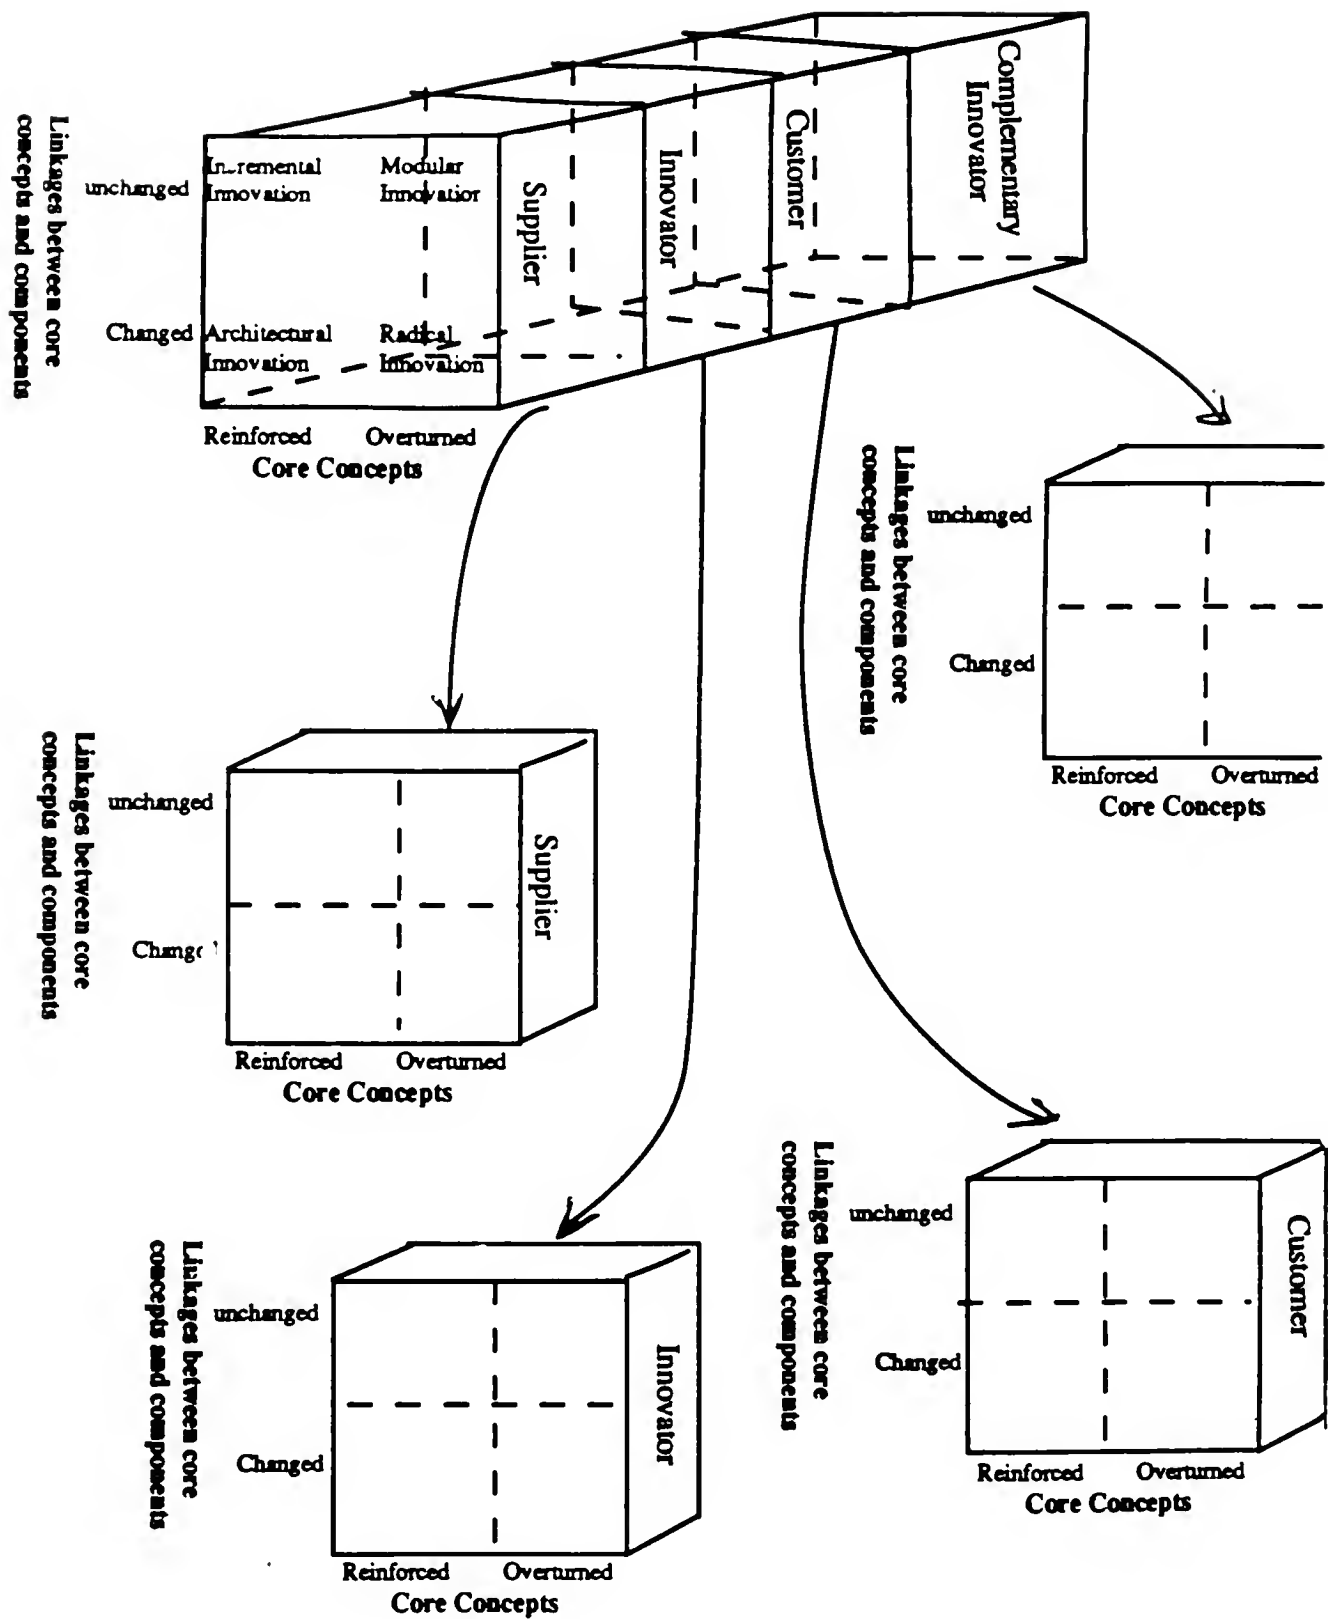 Linkages between core
concepts and components
unchanged
Changed
Incremental
Innovation
Modular
Innovation
Architectural
Innovation
Radical
Innovation
Reinforced
Overturned
Core Concepts
Supplier
Innovator
Customer
Complementary
Innovator
Linkages between core
concepts and components
unchanged
Changed
Reinforced
Overturned
Core Concepts
Linkages between core
concepts and components
unchanged
Reinforced
Overturned
Core Concepts
Supplier
Linkages between core
concepts and components
unchanged
Changed
Reinforced
Overturned
Core Concepts
Customer
Linkages between core
concepts and components
unchanged
Changed
Reinforced
Overturned
Core Concepts
Innovator